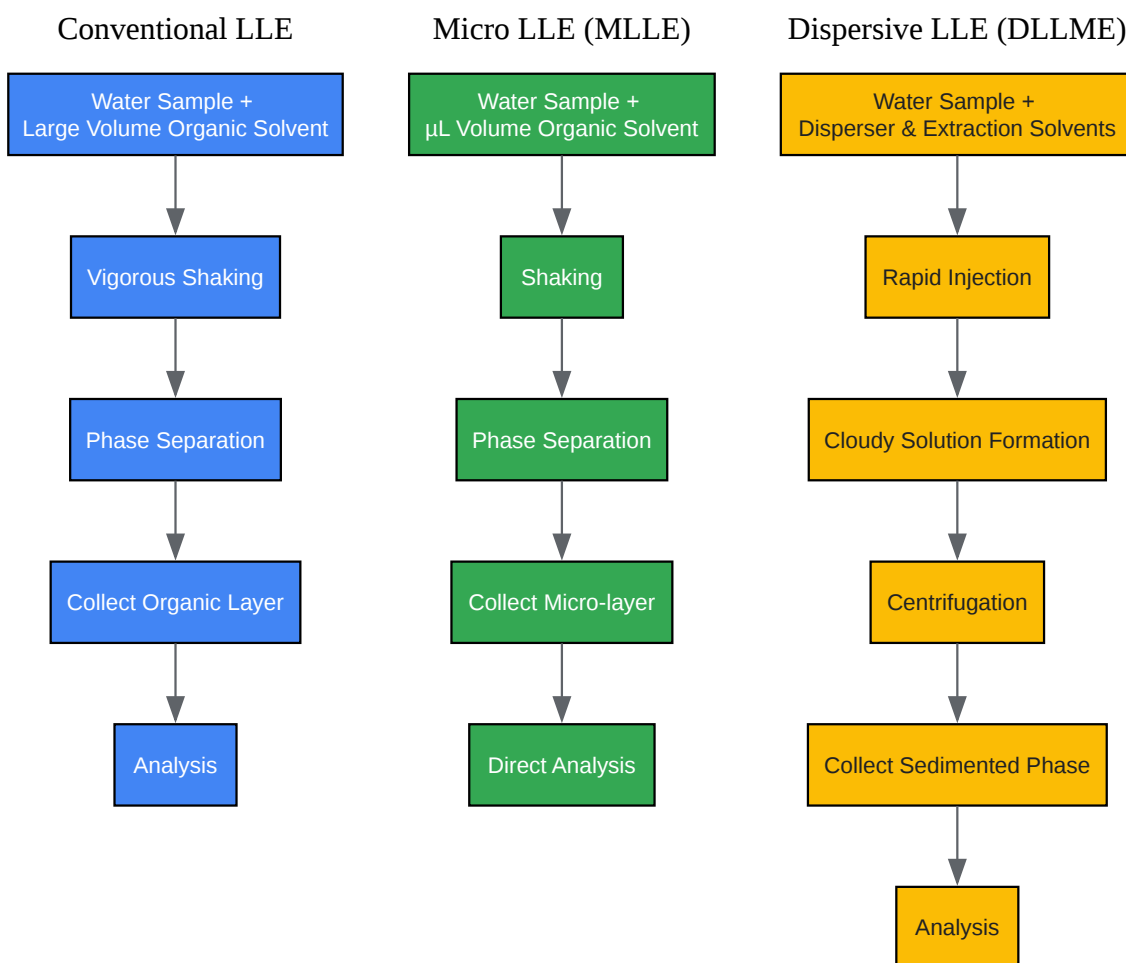 Conventional LLE
Water Sample +
Large Volume Organic Solvent
Vigorous Shaking
Phase Separation
Collect Organic Layer
Analysis
Micro LLE (MLLE)
Water Sample +
µL Volume Organic Solvent
Shaking
Phase Separation
Collect Micro-layer
Direct Analysis
Dispersive LLE (DLLME)
Water Sample +
Disperser & Extraction Solvents
Rapid Injection
Cloudy Solution Formation
Centrifugation
Collect Sedimented Phase
Analysis